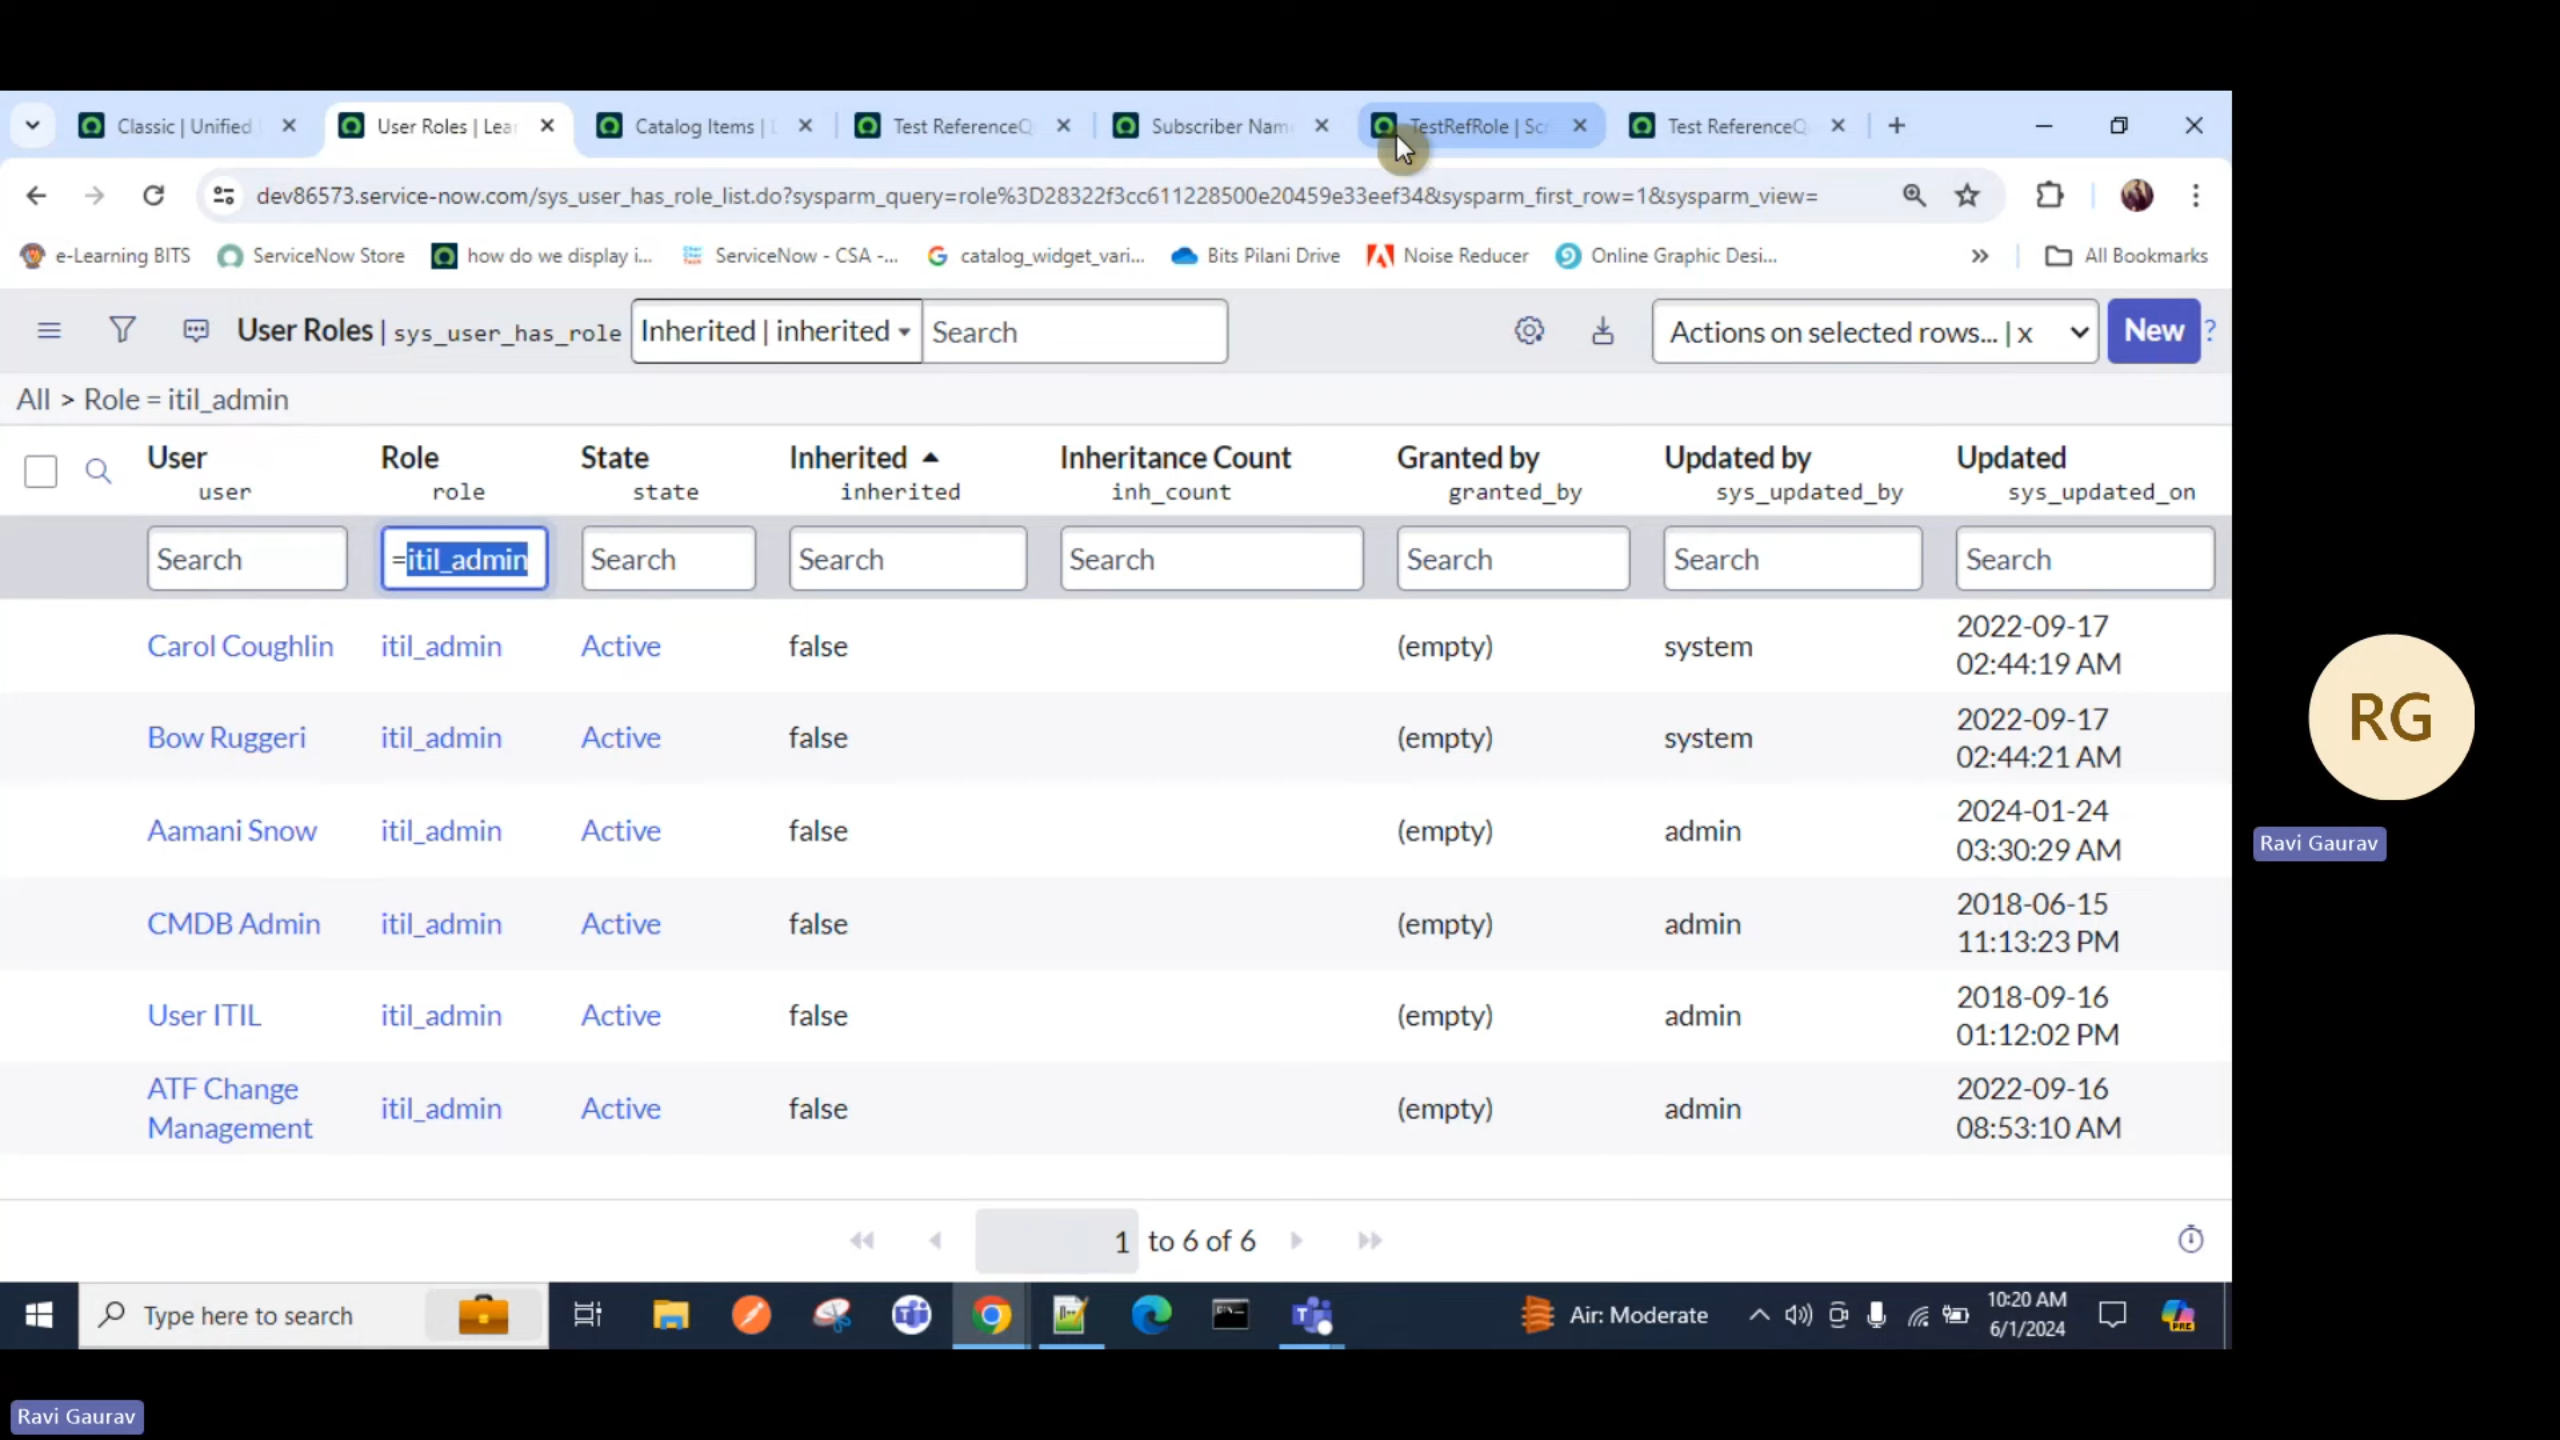 Classic | Unified
User Roles | Lear
Catalog Items |
Test ReferenceQ
Subscriber Nam
TestRefRole | Sc
Test ReferenceQ
dev86573.service-now.com/sys_user_has_role_list.do?sysparm_query=role%3D28322f3cc611228500e20459e33eef34&sysparm_first_row=1&sysparm_view=
e-Learning BITS
ServiceNow Store
how do we display i...
ServiceNow - CSA -...
catalog_widget_vari...
Bits Pilani Drive
Noise Reducer
Online Graphic Desi...
»
All Bookmarks
User Roles | sys_user_has_role
Inherited | inherited
Search
Actions on selected rows... | x
New
?
All > Role = itil_admin
User Role State Inherited Inheritance Count Granted by Updated by Updated
user role state inherited inh_count granted_by sys_updated_by sys_updated_on
Search =itil_admin Search Search Search Search Search Search
Carol Coughlin itil_admin Active false (empty) system 2022-09-17
02:44:19 AM
Bow Ruggeri itil_admin Active false (empty) system 2022-09-17
02:44:21 AM
Aamani Snow itil_admin Active false (empty) admin 2024-01-24
03:30:29 AM
CMDB Admin itil_admin Active false (empty) admin 2018-06-15
11:13:23 PM
User ITIL itil_admin Active false (empty) admin 2018-09-16
01:12:02 PM
ATF Change
Management itil_admin Active false (empty) admin 2022-09-16
08:53:10 AM
1 to 6 of 6
Type here to search
Air: Moderate
10:20 AM
6/1/2024
RG
Ravi Gaurav
Ravi Gaurav